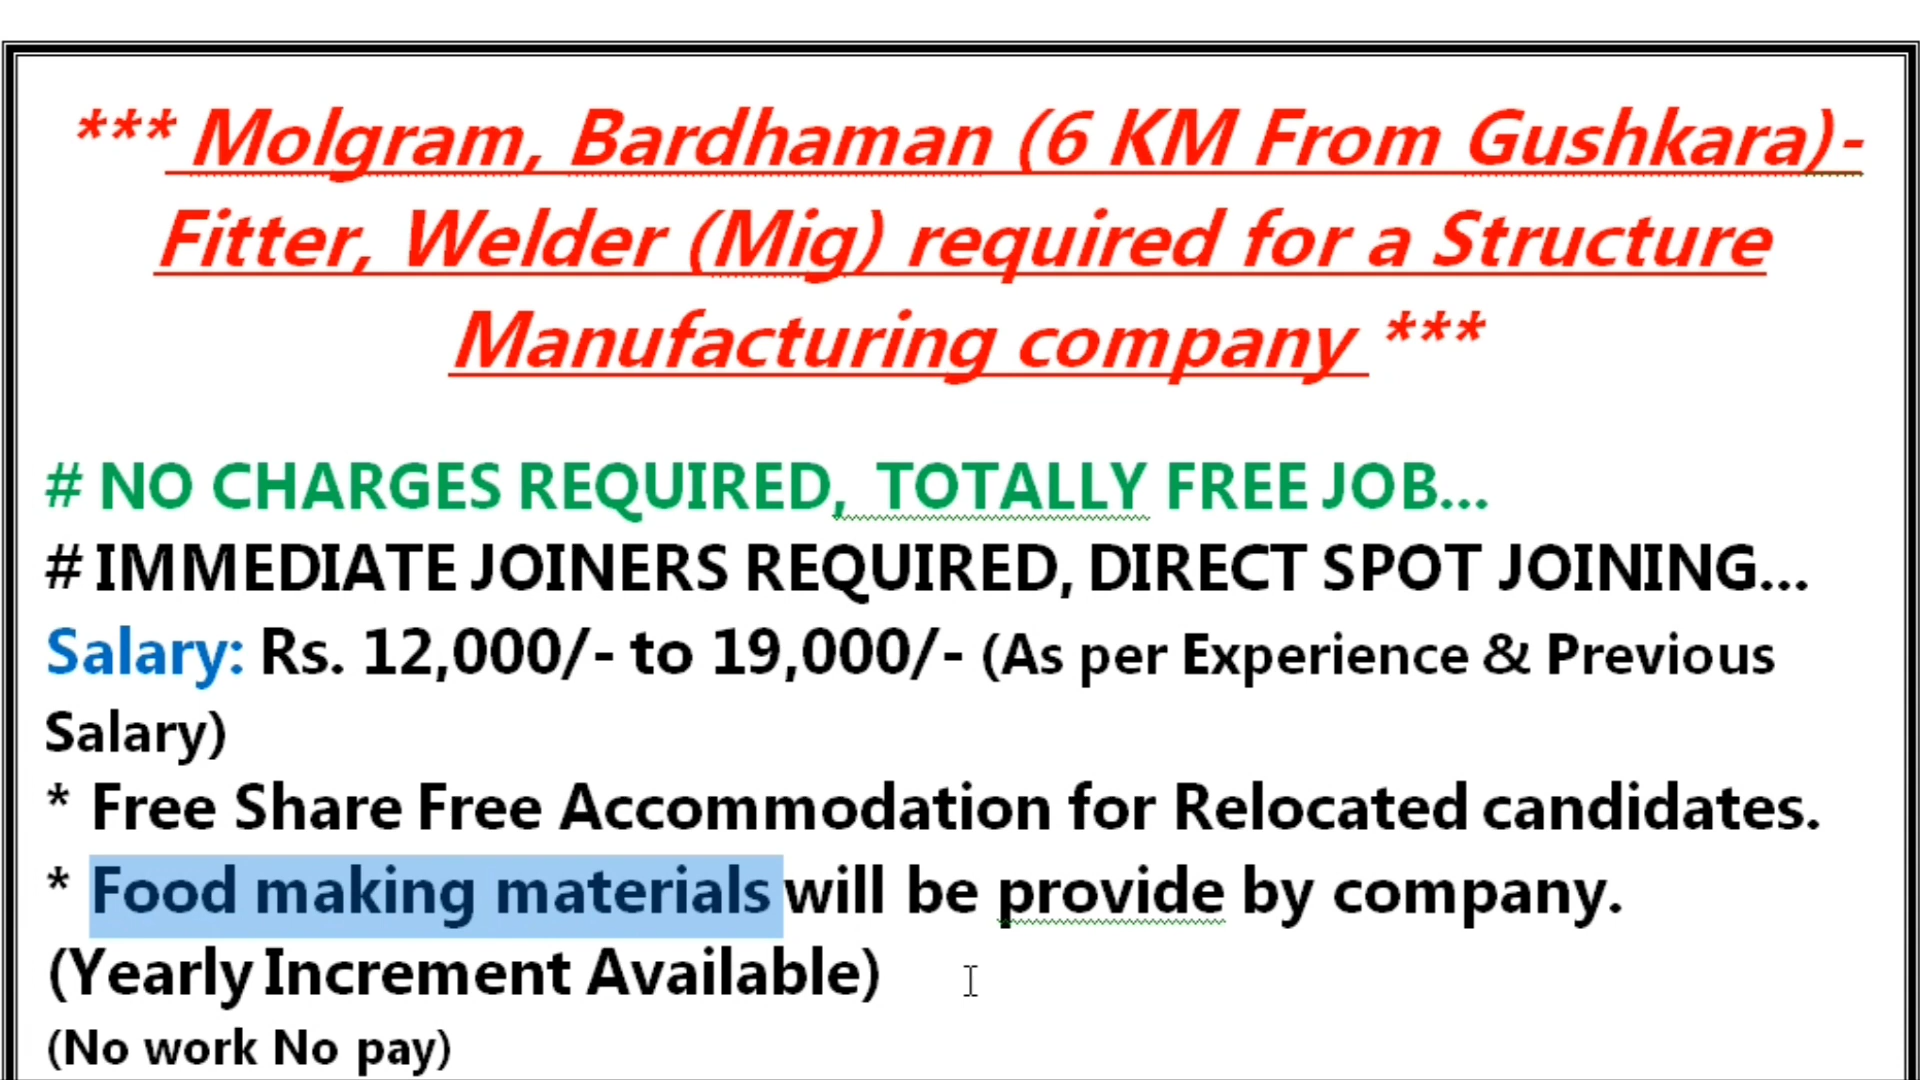 *** Molgram, Bardhaman (6 KM From Gushkara)-
Fitter, Welder (Mig) required for a Structure
Manufacturing company ***
# NO CHARGES REQUIRED, TOTALLY FREE JOB...
# IMMEDIATE JOINERS REQUIRED, DIRECT SPOT JOINING...
Salary: Rs. 12,000/- to 19,000/- (As per Experience & Previous
Salary)
* Free Share Free Accommodation for Relocated candidates.
* Food making materials will be provide by company.
(Yearly Increment Available)
(No work No pay)